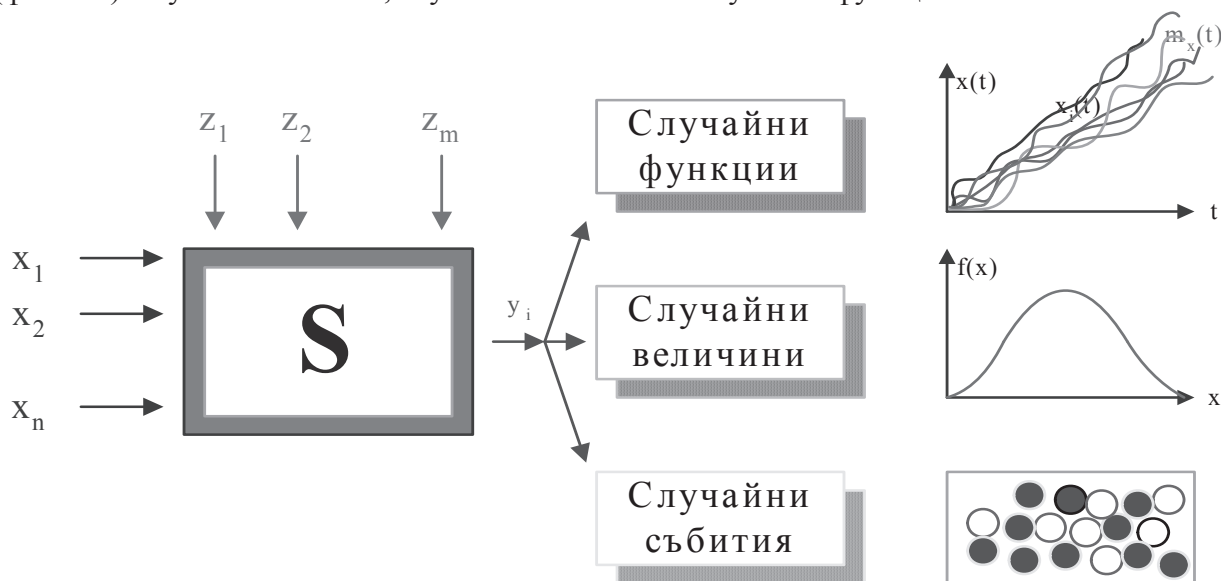 z1 z2 zm
x1
x2
xn
S
yi
Случайни
функции
x(t)
xi(t)
mx(t)
t
Случайни
величини
f(x)
x
Случайни
събития